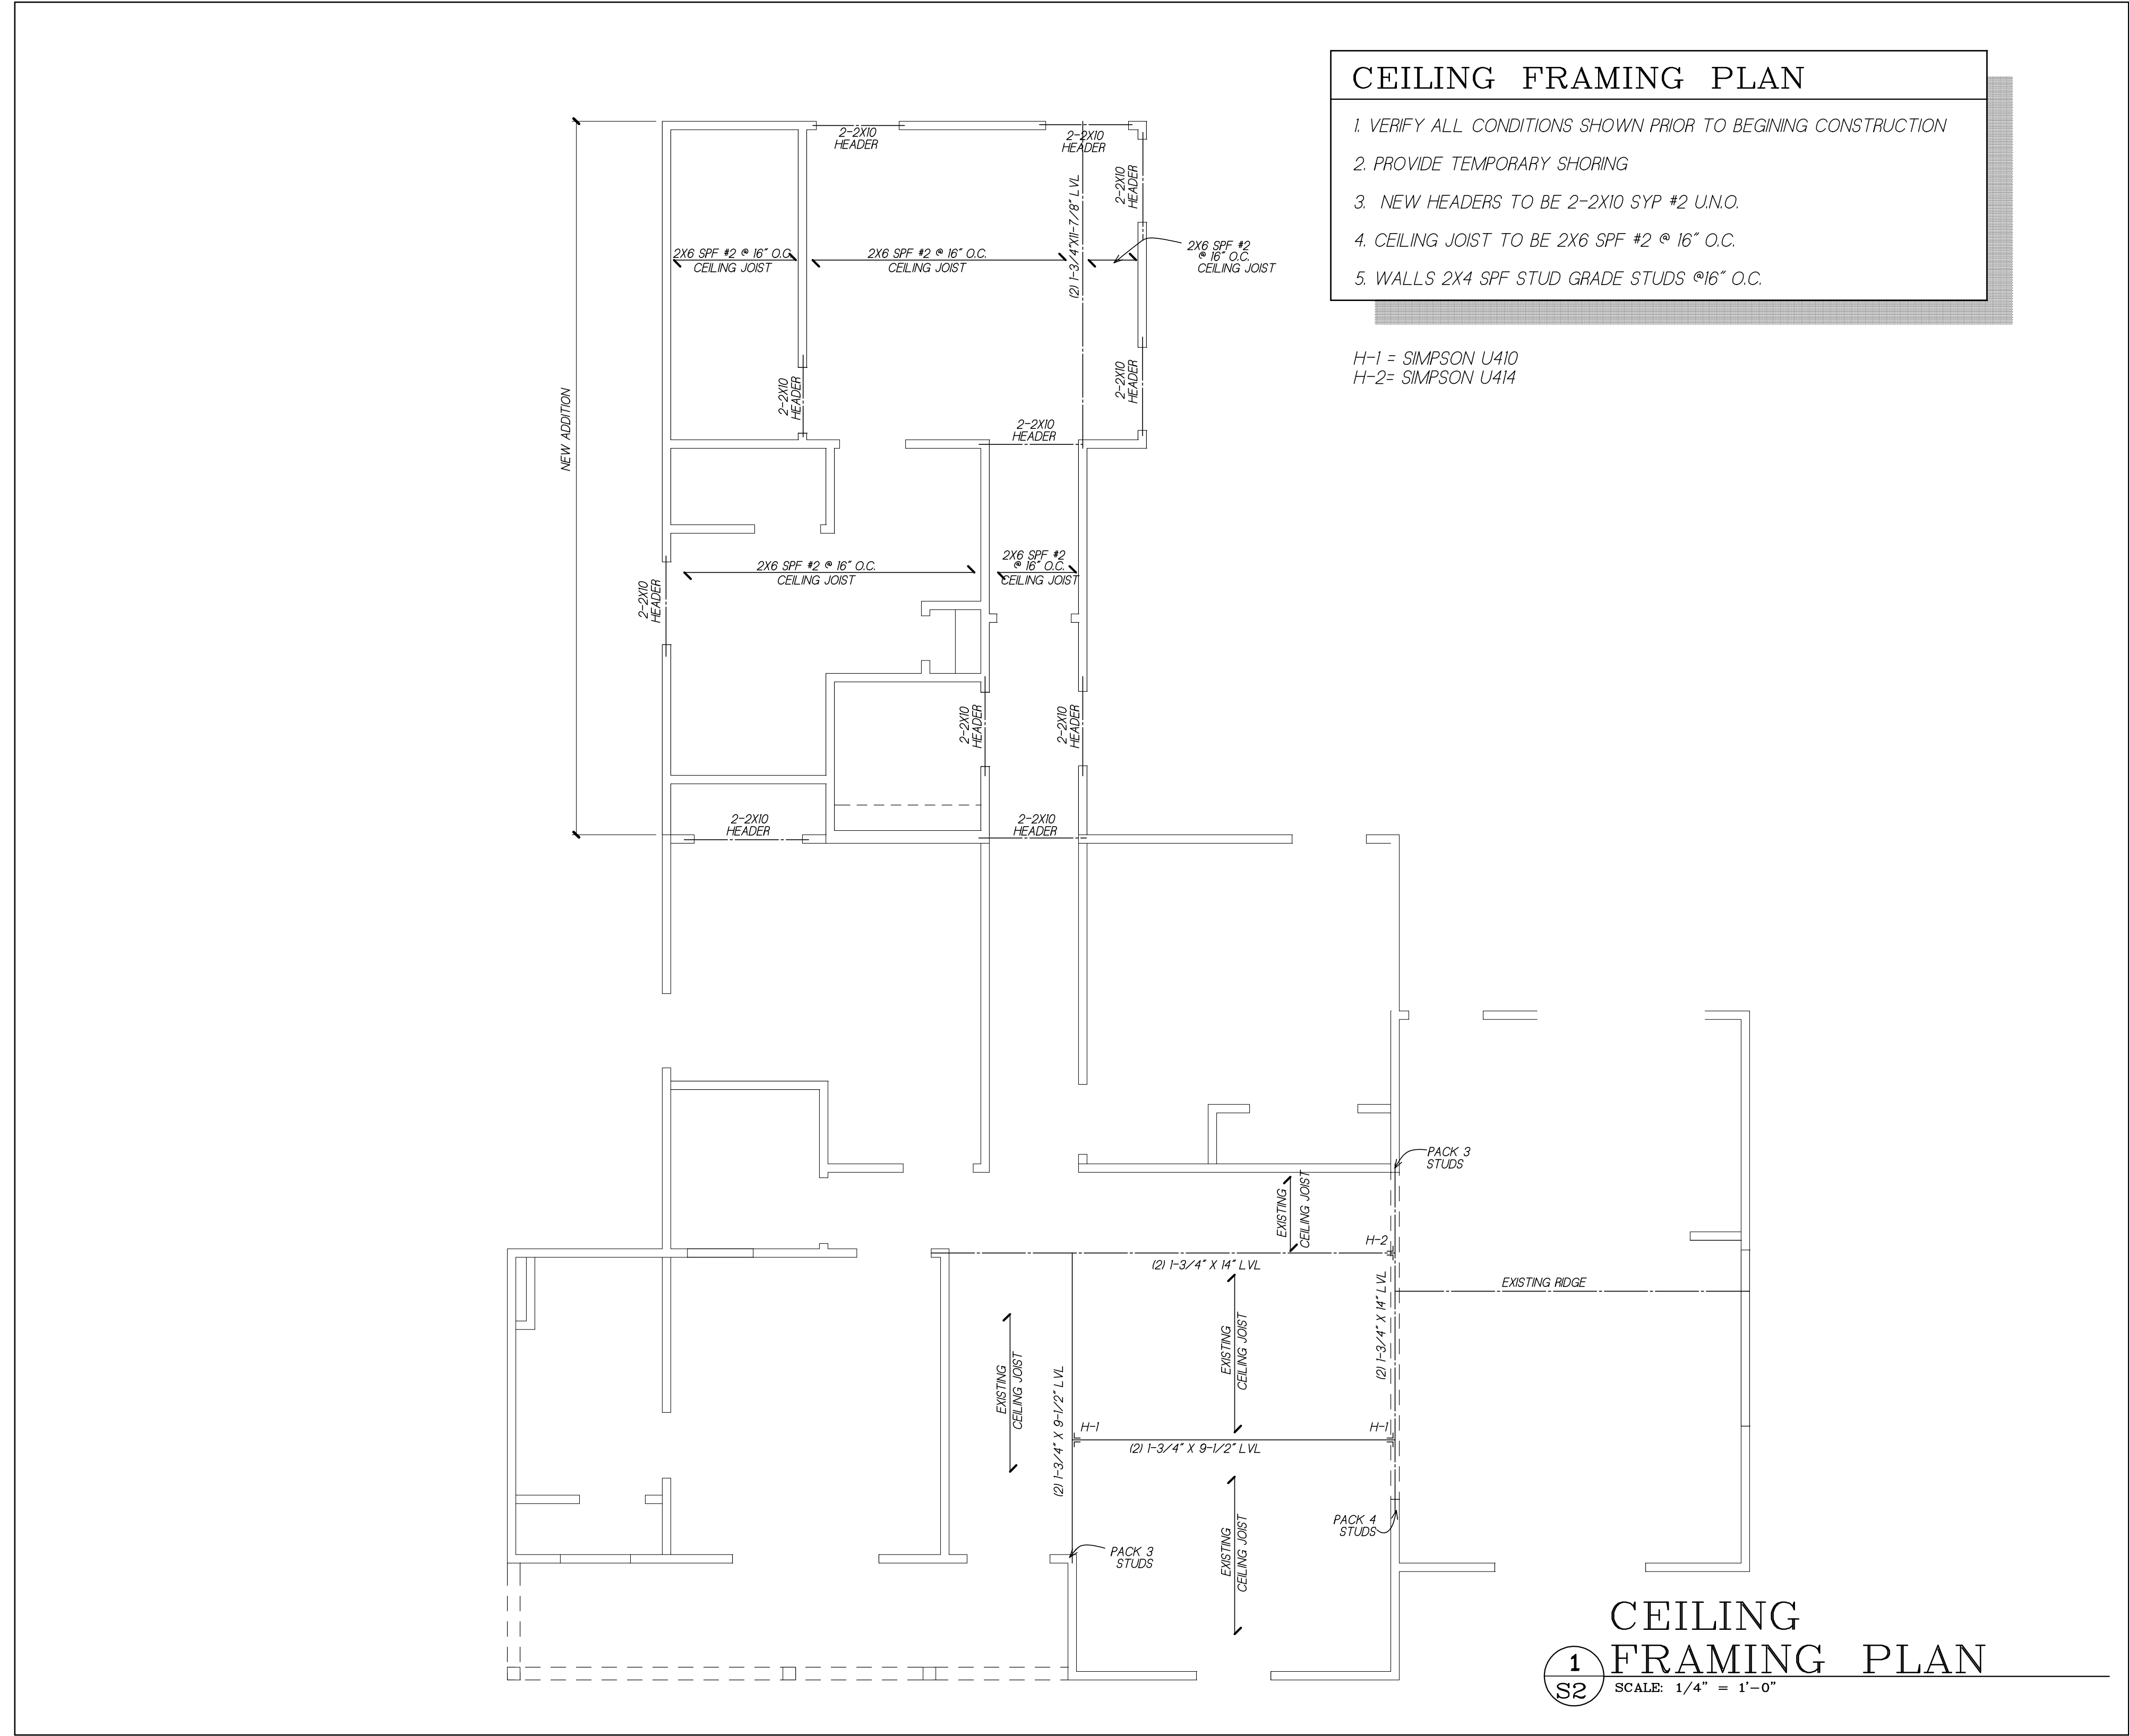 CEILING FRAMING PLAN
1. VERIFY ALL CONDITIONS SHOWN PRIOR TO BEGINING CONSTRUCTION
2. PROVIDE TEMPORARY SHORING
3. NEW HEADERS TO BE 2-2X10 SYP #2 U.N.O.
4. CEILING JOIST TO BE 2X6 SPF #2 @ 16" O.C.
5. WALLS 2X4 SPF STUD GRADE STUDS @16" O.C.
H-1 = SIMPSON U410
H-2= SIMPSON U414
2-2X10
HEADER
2-2X10
HEADER
2-2X10
HEADER
(2) 1-3/4"X11-7/8" LVL
2X6 SPF #2 @ 16" O.C.
CEILING JOIST
2X6 SPF #2 @ 16" O.C.
CEILING JOIST
2X6 SPF #2
@ 16" O.C.
CEILING JOIST
2-2X10
HEADER
2-2X10
HEADER
NEW ADDITION
2-2X10
HEADER
2X6 SPF #2 @ 16" O.C.
CEILING JOIST
2X6 SPF #2
@ 16" O.C.
CEILING JOIST
2-2X10
HEADER
2-2X10
HEADER
2-2X10
HEADER
2-2X10
HEADER
2-2X10
HEADER
PACK 3
STUDS
EXISTING
CEILING JOIST
H-2
(2) 1-3/4" X 14" LVL
EXISTING RIDGE
(2) 1-3/4" X 14" LVL
EXISTING
CEILING JOIST
EXISTING
CEILING JOIST
(2) 1-3/4" X 9-1/2" LVL
H-1
H-1
(2) 1-3/4" X 9-1/2" LVL
PACK 4
STUDS
EXISTING
CEILING JOIST
PACK 3
STUDS
CEILING
FRAMING PLAN
1
S2
SCALE: 1/4" = 1'-0"